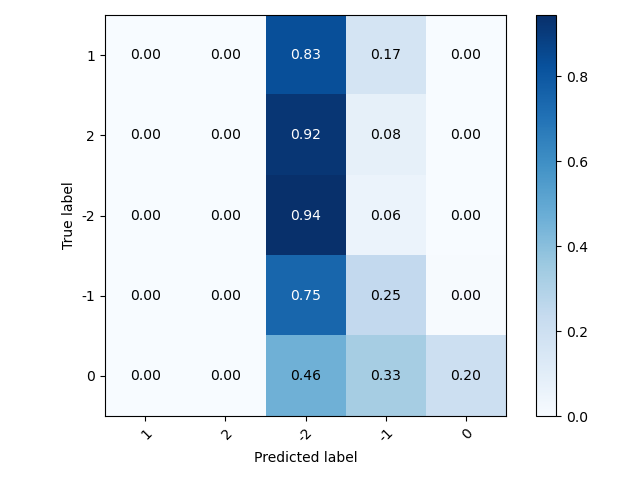 1 0.00 0.00 0.83 0.17 0.00
2 0.00 0.00 0.92 0.08 0.00
-2 0.00 0.00 0.94 0.06 0.00
-1 0.00 0.00 0.75 0.25 0.00
0 0.00 0.00 0.46 0.33 0.20
1 2 -2 -1 0
True label
Predicted label
0.8
0.6
0.4
0.2
0.0